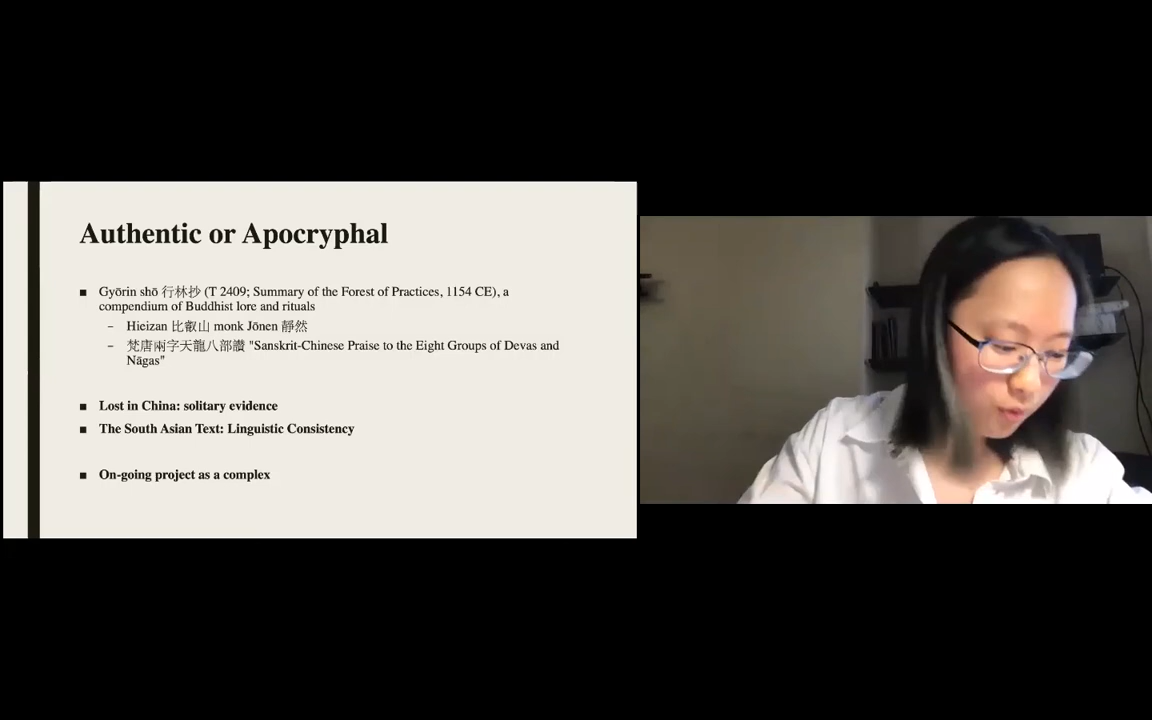 Authentic or Apocryphal
■ Gyōrin shō 行林抄 (T 2409; Summary of the Forest of Practices, 1154 CE), a
compendium of Buddhist lore and rituals
– Hieizan 比叡山 monk Jōnen 靜然
– 梵唐兩字天龍八部讃 "Sanskrit-Chinese Praise to the Eight Groups of Devas and
Nāgas"
■ Lost in China: solitary evidence
■ The South Asian Text: Linguistic Consistency
■ On-going project as a complex